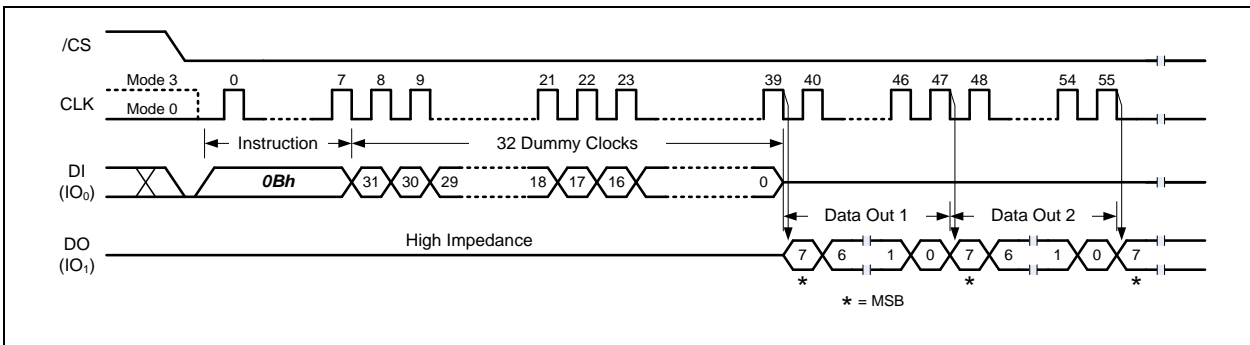 /CS
Mode 3 0 7 8 9 21 22 23 39 40 46 47 48 54 55
CLK Mode 0
Instruction 32 Dummy Clocks
DI
(IO₀)
0Bh 31 30 29 18 17 16 0
Data Out 1 Data Out 2
DO
(IO₁)
High Impedance
7 6 1 0 7 6 1 0 7
* * *
* = MSB